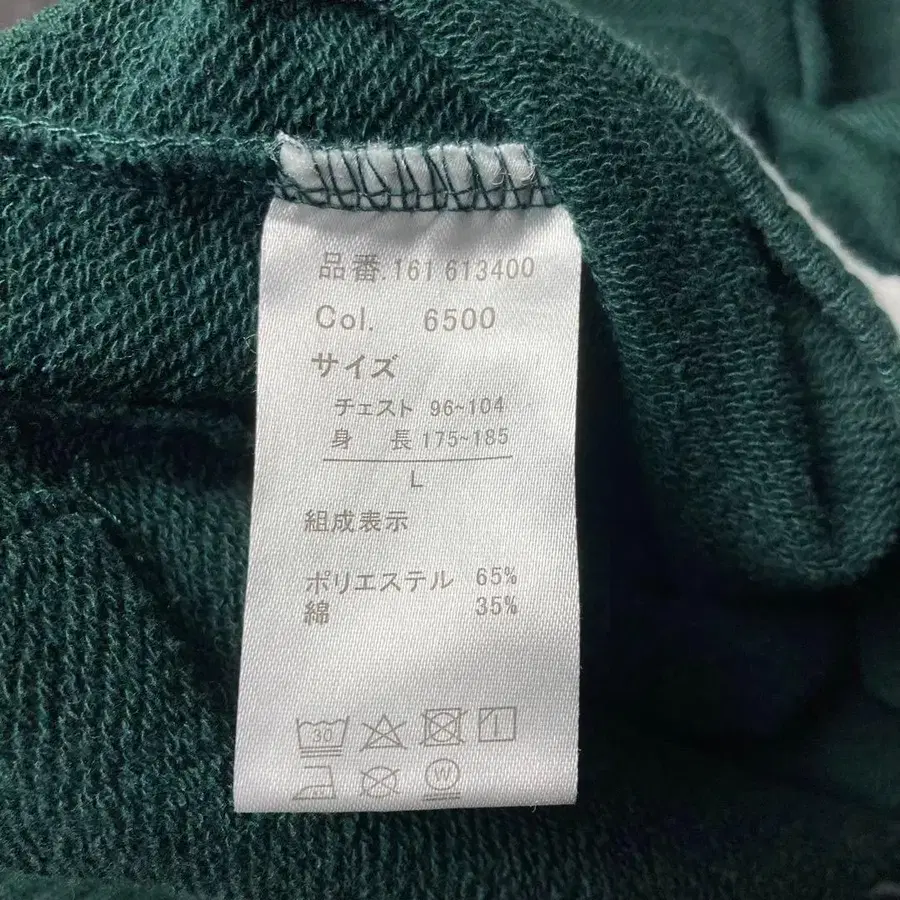 品番.161 613400
Col. 6500
サイズ
チェスト 96~104
身 長 175~185
L
組成表示
ポリエステル 65%
綿 35%
30
W